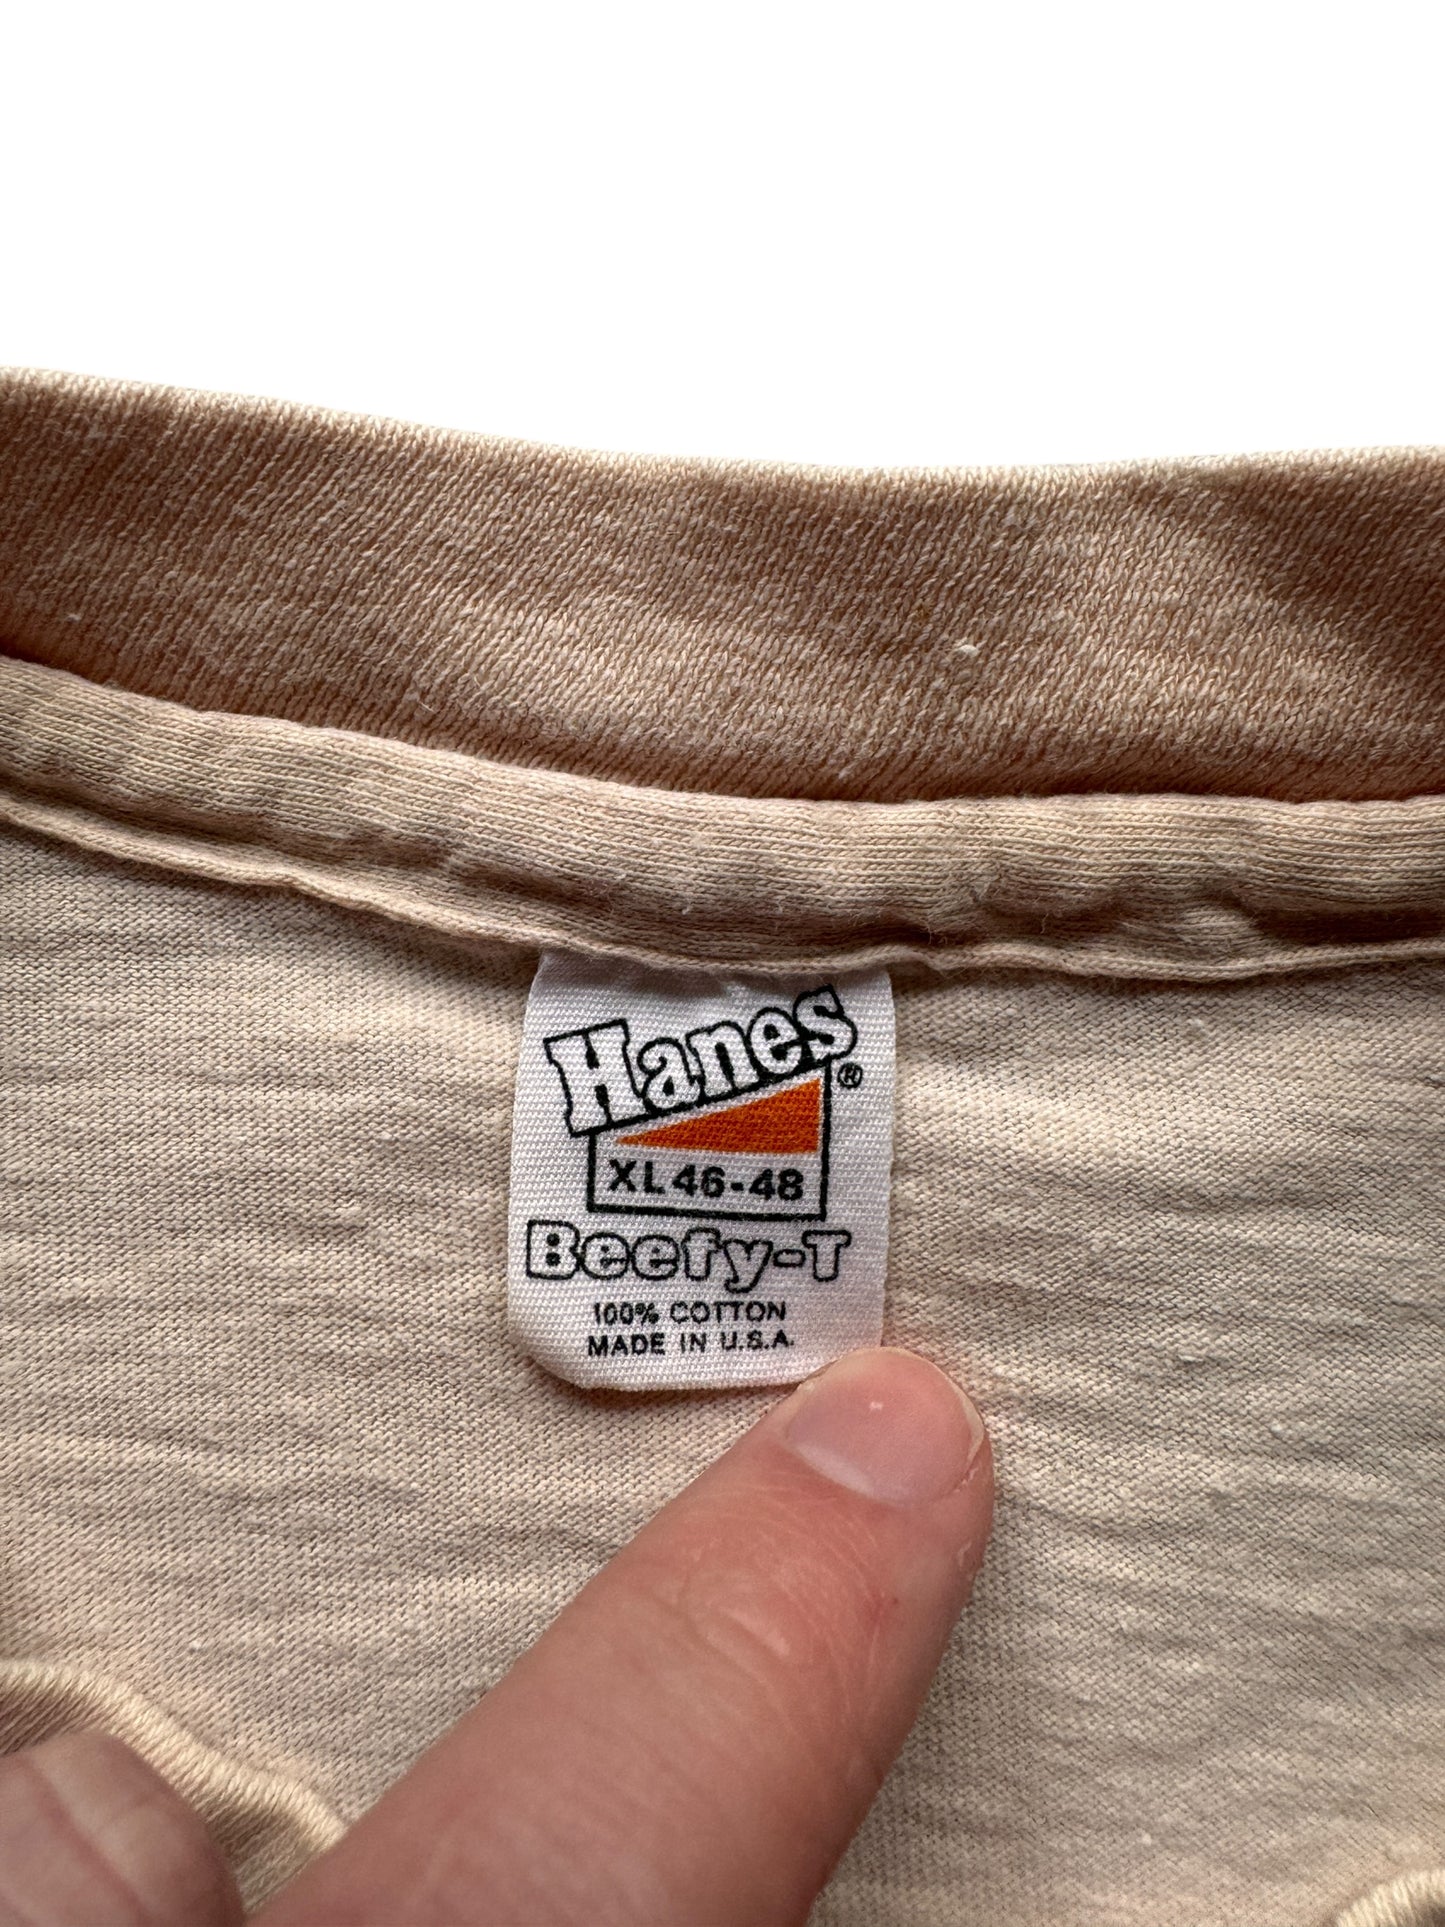 Hanes®
XL 46-48
Beefy-T
100% COTTON
MADE IN U.S.A.